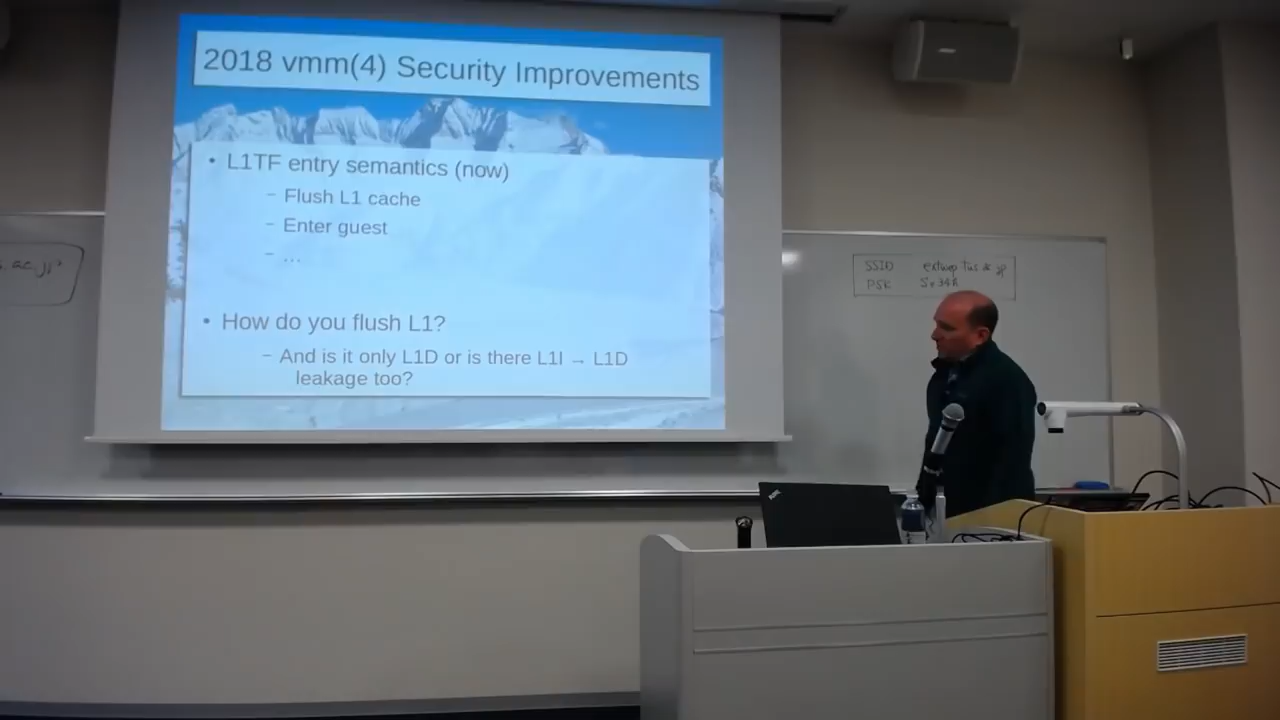 2018 vmm(4) Security Improvements
• L1TF entry semantics (now)
– Flush L1 cache
– Enter guest
– …
• How do you flush L1?
– And is it only L1D or is there L1I → L1D
leakage too?
SSID
PSK